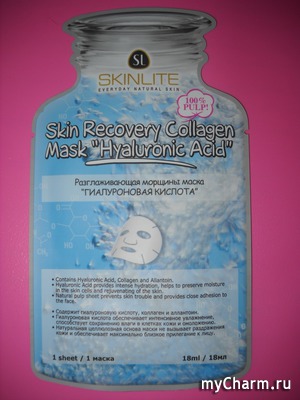 SL
SKINLITE
EVERYDAY NATURAL SKIN
100%
PULP!
Skin Recovery Collagen
Mask "Hyaluronic Acid"
Разглаживающая морщины маска
"ГИАЛУРОНОВАЯ КИСЛОТА"
• Contains Hyaluronic Acid, Collagen and Allantoin.
• Hyaluronic Acid provides intense hydration, helps to preserve moisture
in the skin cells and rejuvenating of the skin.
• Natural pulp sheet prevents skin trouble and provides close adhesion to
the face.
• Содержит гиалуроновую кислоту, коллаген и аллантоин.
Гиалуроновая кислота обеспечивает интенсивное увлажнение,
способствует сохранению влаги в клетках кожи и омоложению.
• Натуральная целлюлозная основа маски не вызывает раздражения
кожи и обеспечивает максимально близкое прилегание к лицу.
1 sheet / 1 маска 18ml / 18мл
myCharm.ru